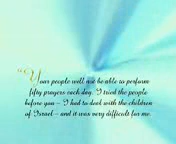 "Your people will not be able to perform
fifty prayers each day. I tried the people
before you – I had to deal with the children
of Israel – and it was very difficult for me.